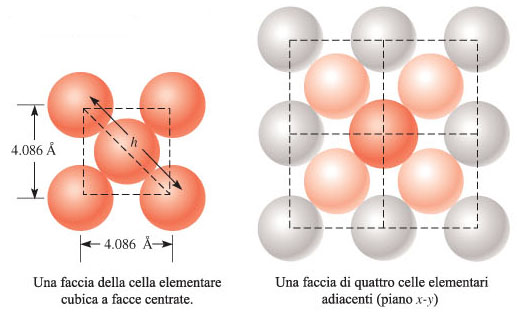 h
4.086 Å
4.086 Å
Una faccia della cella elementare
cubica a facce centrate.
Una faccia di quattro celle elementari
adiacenti (piano x-y)